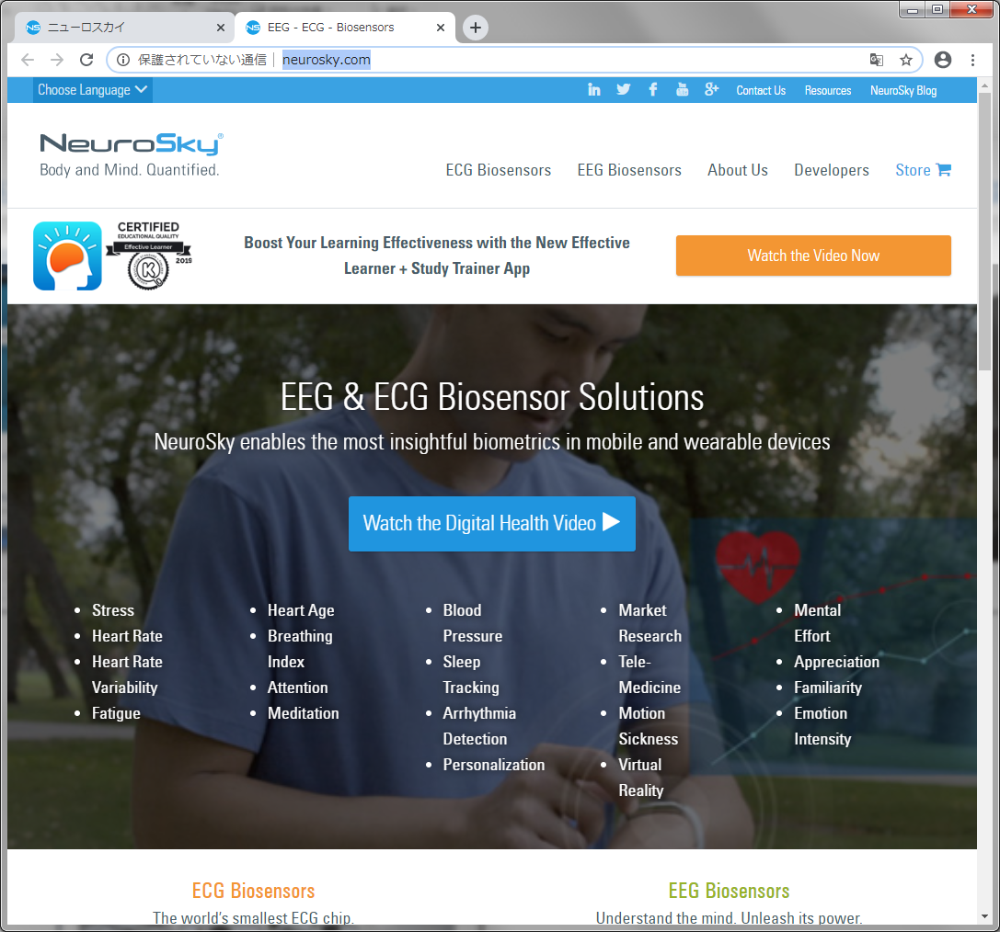 ニューロスカイ
EEG - ECG - Biosensors
保護されていない通信
neurosky.com
Choose Language
Contact Us
Resources
NeuroSky Blog
NeuroSky®
Body and Mind. Quantified.
ECG Biosensors
EEG Biosensors
About Us
Developers
Store
CERTIFIED
EDUCATIONAL QUALITY
Effective Learner
2019
K
Boost Your Learning Effectiveness with the New Effective
Learner + Study Trainer App
Watch the Video Now
EEG & ECG Biosensor Solutions
NeuroSky enables the most insightful biometrics in mobile and wearable devices
Watch the Digital Health Video
• Stress
• Heart Rate
• Heart Rate
Variability
• Fatigue
• Heart Age
• Breathing
Index
• Attention
• Meditation
• Blood
Pressure
• Sleep
Tracking
• Arrhythmia
Detection
• Personalization
• Market
Research
• Tele-
Medicine
• Motion
Sickness
• Virtual
Reality
• Mental
Effort
• Appreciation
• Familiarity
• Emotion
Intensity
ECG Biosensors
The world's smallest ECG chip.
EEG Biosensors
Understand the mind. Unleash its power.